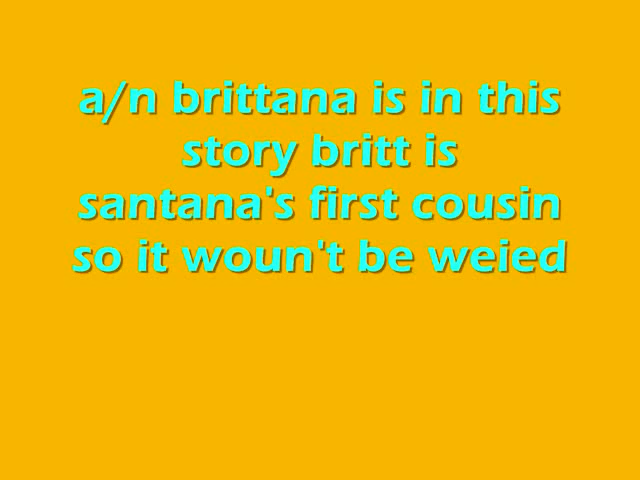 a/n brittana is in this
story britt is
santana's first cousin
so it woun't be weied